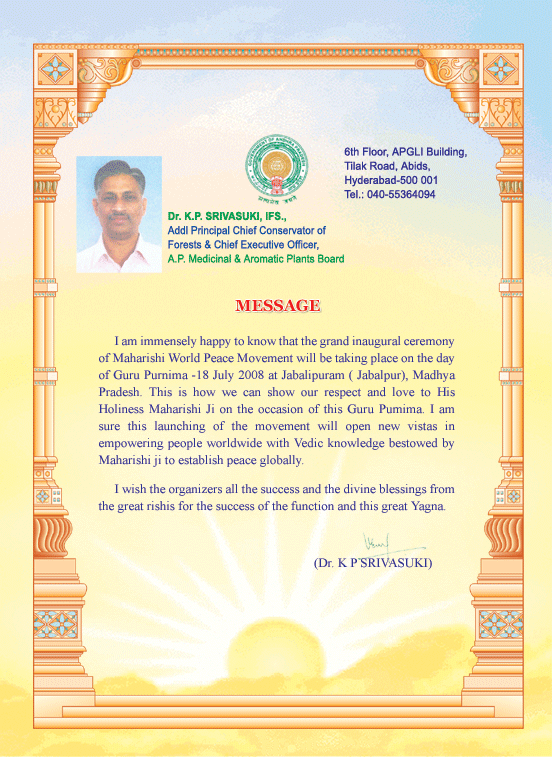 GOVERNMENT OF ANDHRA PRADESH
6th Floor, APGLI Building,
Tilak Road, Abids,
Hyderabad-500 001
Tel.: 040-55364094
Dr. K.P. SRIVASUKI, IFS.,
Addl Principal Chief Conservator of
Forests & Chief Executive Officer,
A.P. Medicinal & Aromatic Plants Board
MESSAGE
I am immensely happy to know that the grand inaugural ceremony
of Maharishi World Peace Movement will be taking place on the day
of Guru Purnima -18 July 2008 at Jabalipuram ( Jabalpur), Madhya
Pradesh. This is how we can show our respect and love to His
Holiness Maharishi Ji on the occasion of this Guru Pumima. I am
sure this launching of the movement will open new vistas in
empowering people worldwide with Vedic knowledge bestowed by
Maharishi ji to establish peace globally.
I wish the organizers all the success and the divine blessings from
the great rishis for the success of the function and this great Yagna.
(Dr. K P SRIVASUKI)